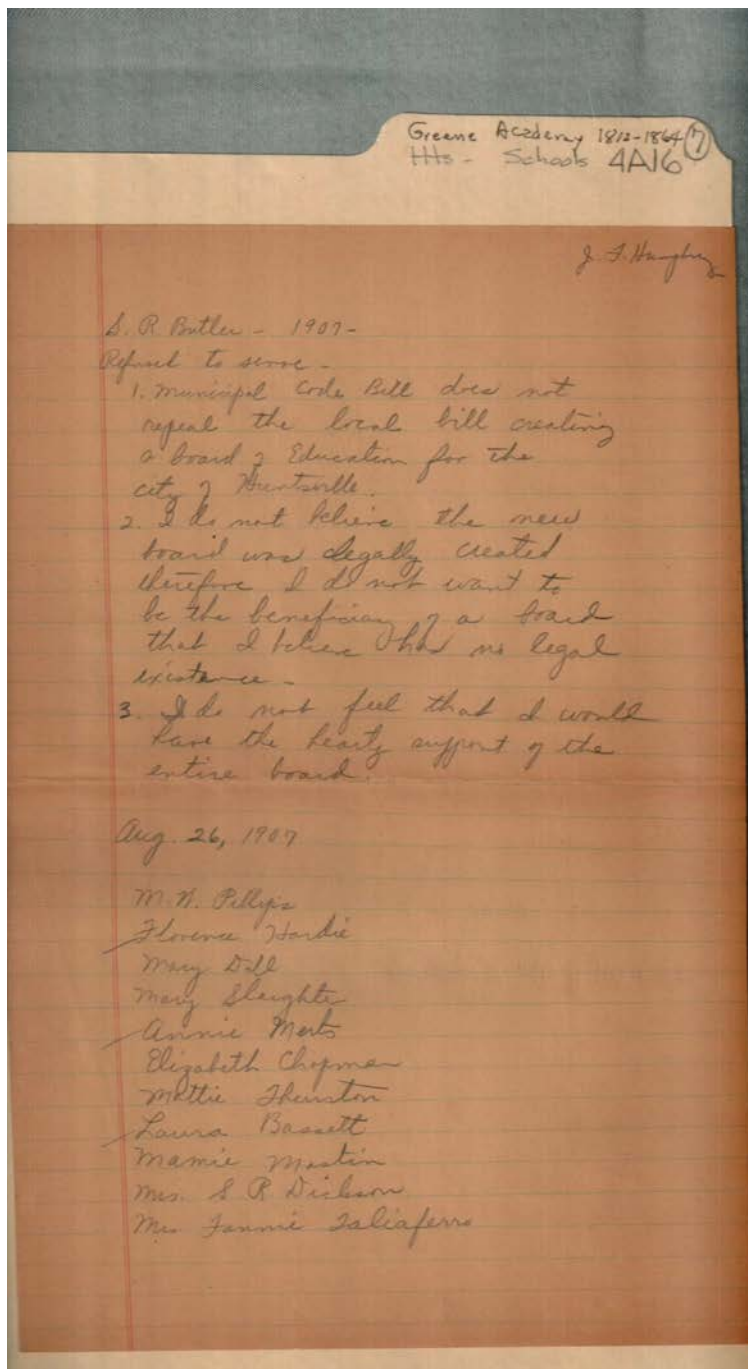 Greene Academy 1812-1864 7
HHs - Schools 4A16
J. F. Humphrey
S. R Butler - 1907-
Refused to serve -
1. Municipal Code Bill does not
repeal the local bill creating
a board of Education for the
city of Huntsville.
2. I do not believe the new
board was legally created
therefore I do not want to
be the beneficiary of a board
that I believe has no legal
existence -
3. I do not feel that I would
have the hearty support of the
entire board.
Aug. 26, 1907
M. W.
Florence Hardie
Mary Dill
Mary Slaughter
Annie Merts
Elizabeth Chapman
Mattie Thurston
Laura Bassett
Mamie Mastin
Mrs. S R Dickson
Mrs Fannie Taliaferro